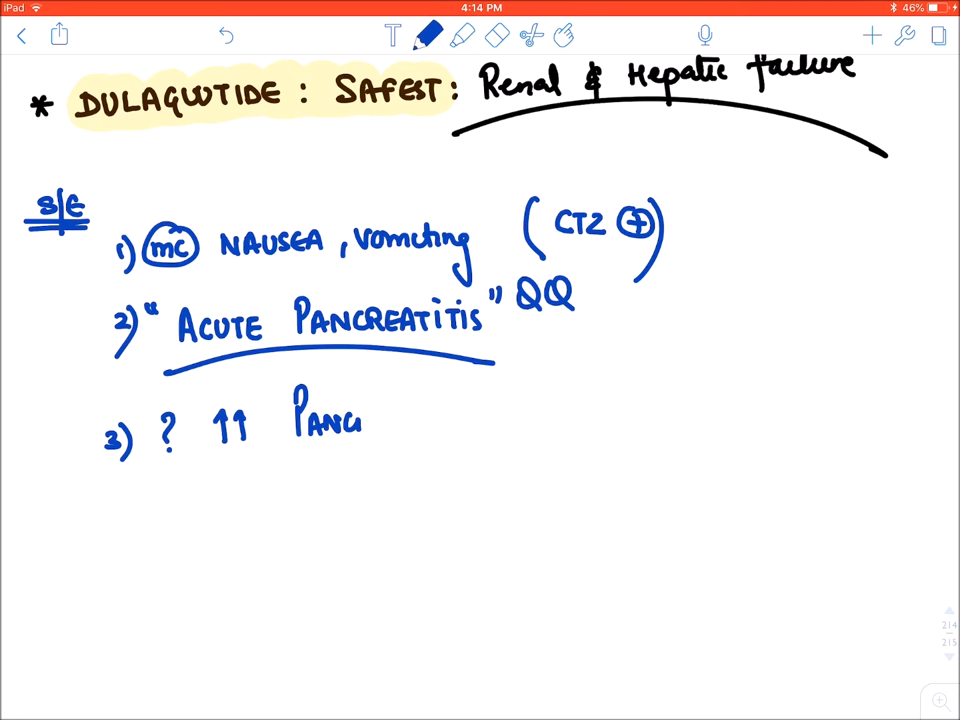 iPad 4:14 PM 46%
T
* DULAGLUTIDE : SAFEST : Renal & Hepatic failure
S/E
1) mc NAUSEA , Vomiting ( CTZ + )
2) " ACUTE PANCREATITIS " QQ
3) ? ↑↑ PANC
214
215